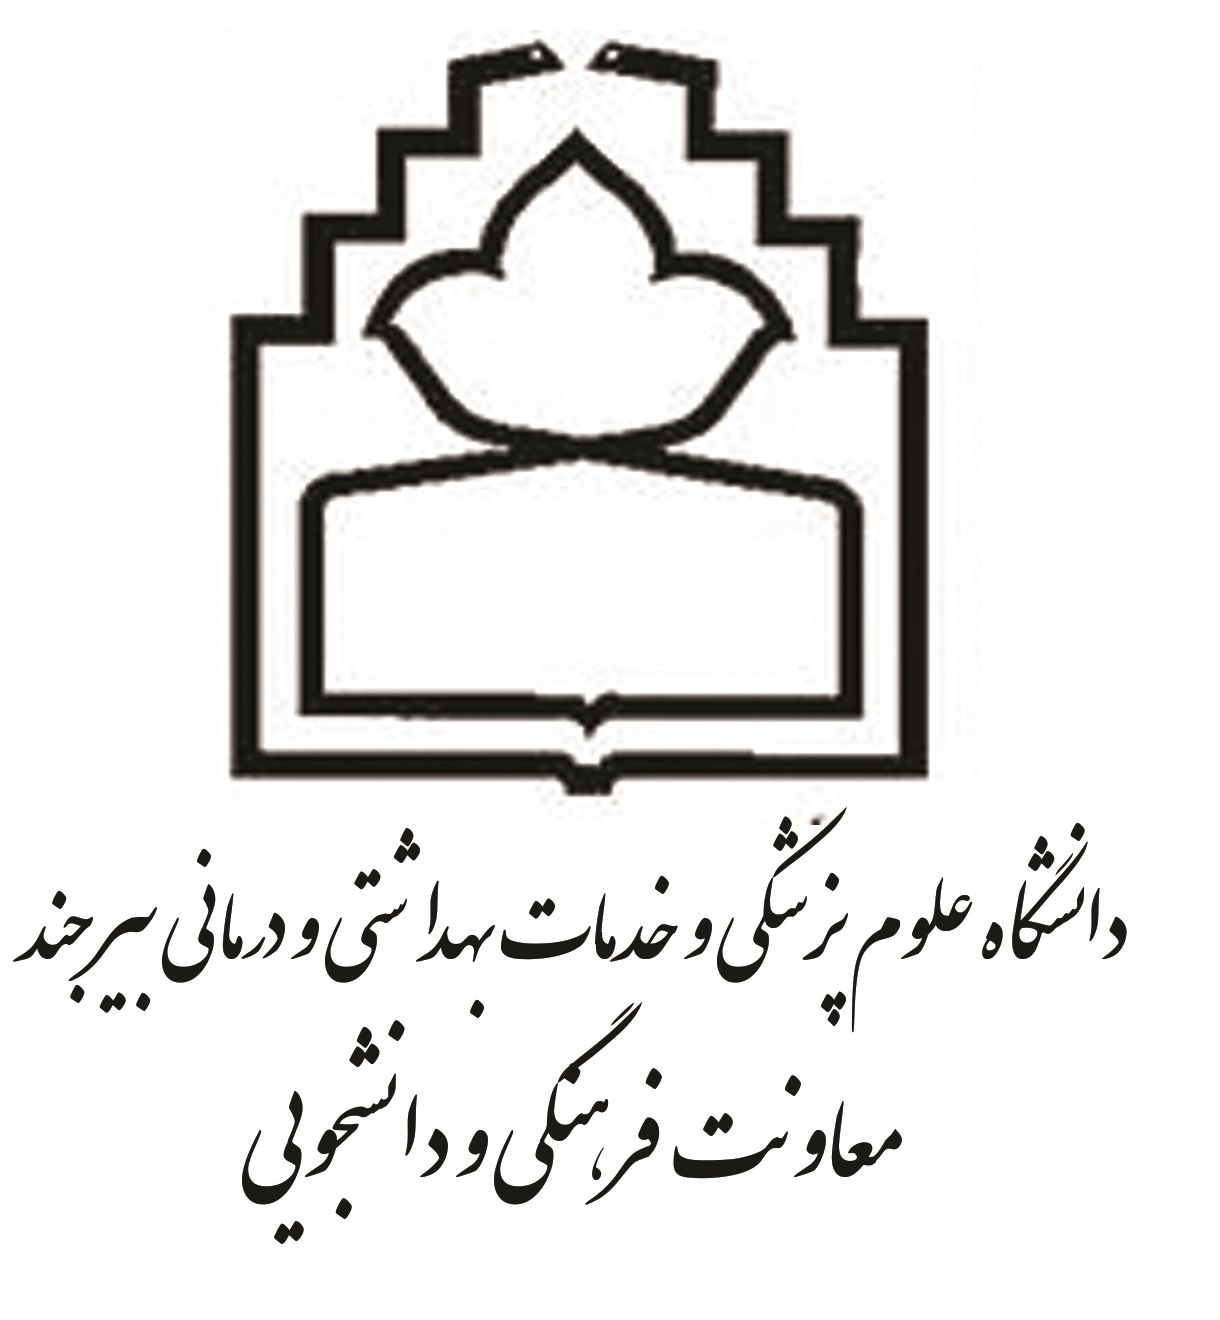 دانشگاه علوم پزشکی و خدمات بهداشتی و درمانی بیرجند
معاونت فرهنگی و دانشجویی